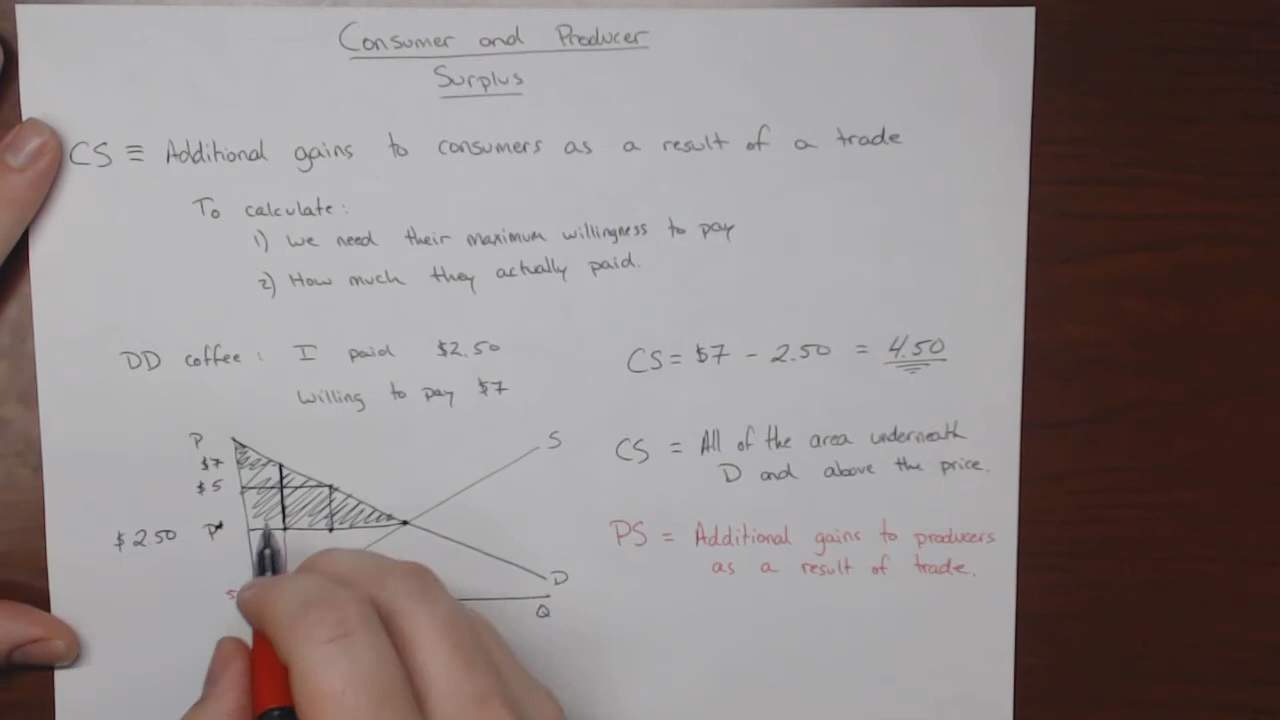 Consumer and Producer
Surplus
CS ≡ Additional gains to consumers as a result of a trade
To calculate:
1) we need their maximum willingness to pay
2) How much they actually paid.
DD coffee: I paid $2.50
Willing to pay $7
CS = $7 - 2.50 = 4.50
CS = All of the area underneath
D and above the price.
PS = Additional gains to producers
as a result of trade.
P
$7
$5
$2.50 P*
S
D
Q